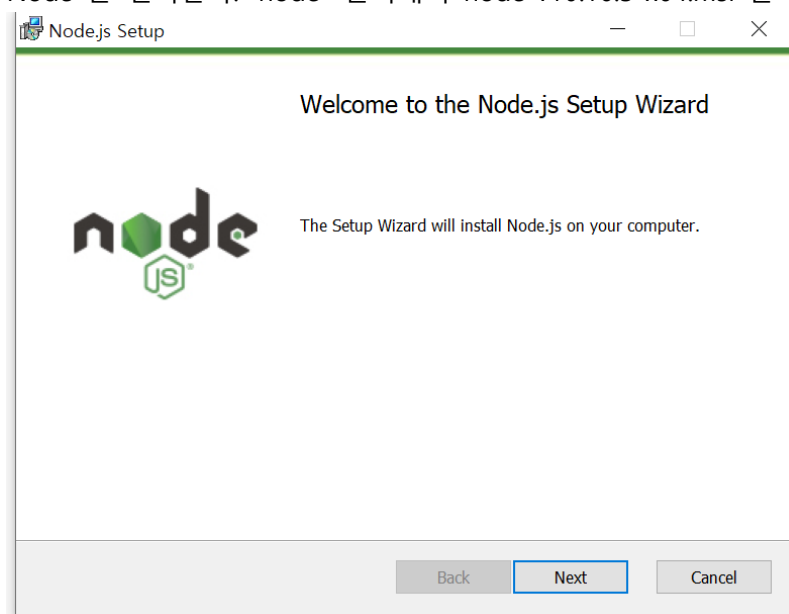 Node.js Setup
Welcome to the Node.js Setup Wizard
node
JS
The Setup Wizard will install Node.js on your computer.
Back Next Cancel